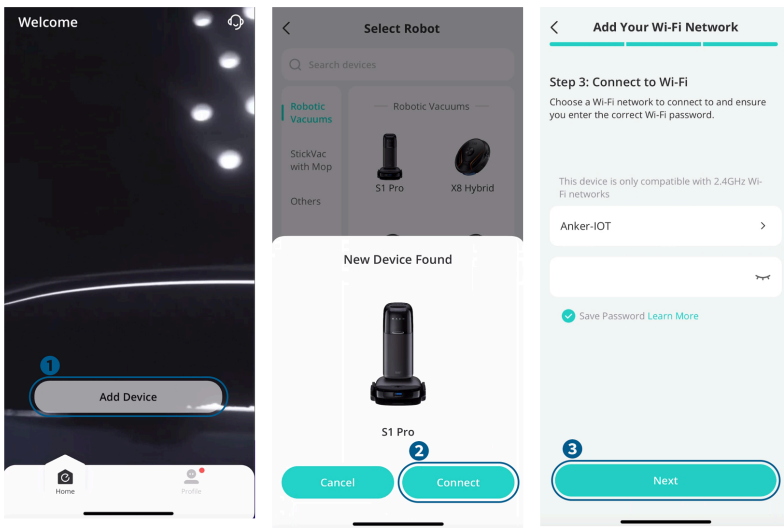 Welcome
1
Add Device
Home
Profile
Select Robot
Search devices
Robotic
Vacuums
StickVac
with Mop
Others
Robotic Vacuums
S1 Pro
X8 Hybrid
New Device Found
S1 Pro
2
Cancel
Connect
Add Your Wi-Fi Network
Step 3: Connect to Wi-Fi
Choose a Wi-Fi network to connect to and ensure
you enter the correct Wi-Fi password.
This device is only compatible with 2.4GHz Wi-
Fi networks
Anker-IOT
Save Password Learn More
3
Next